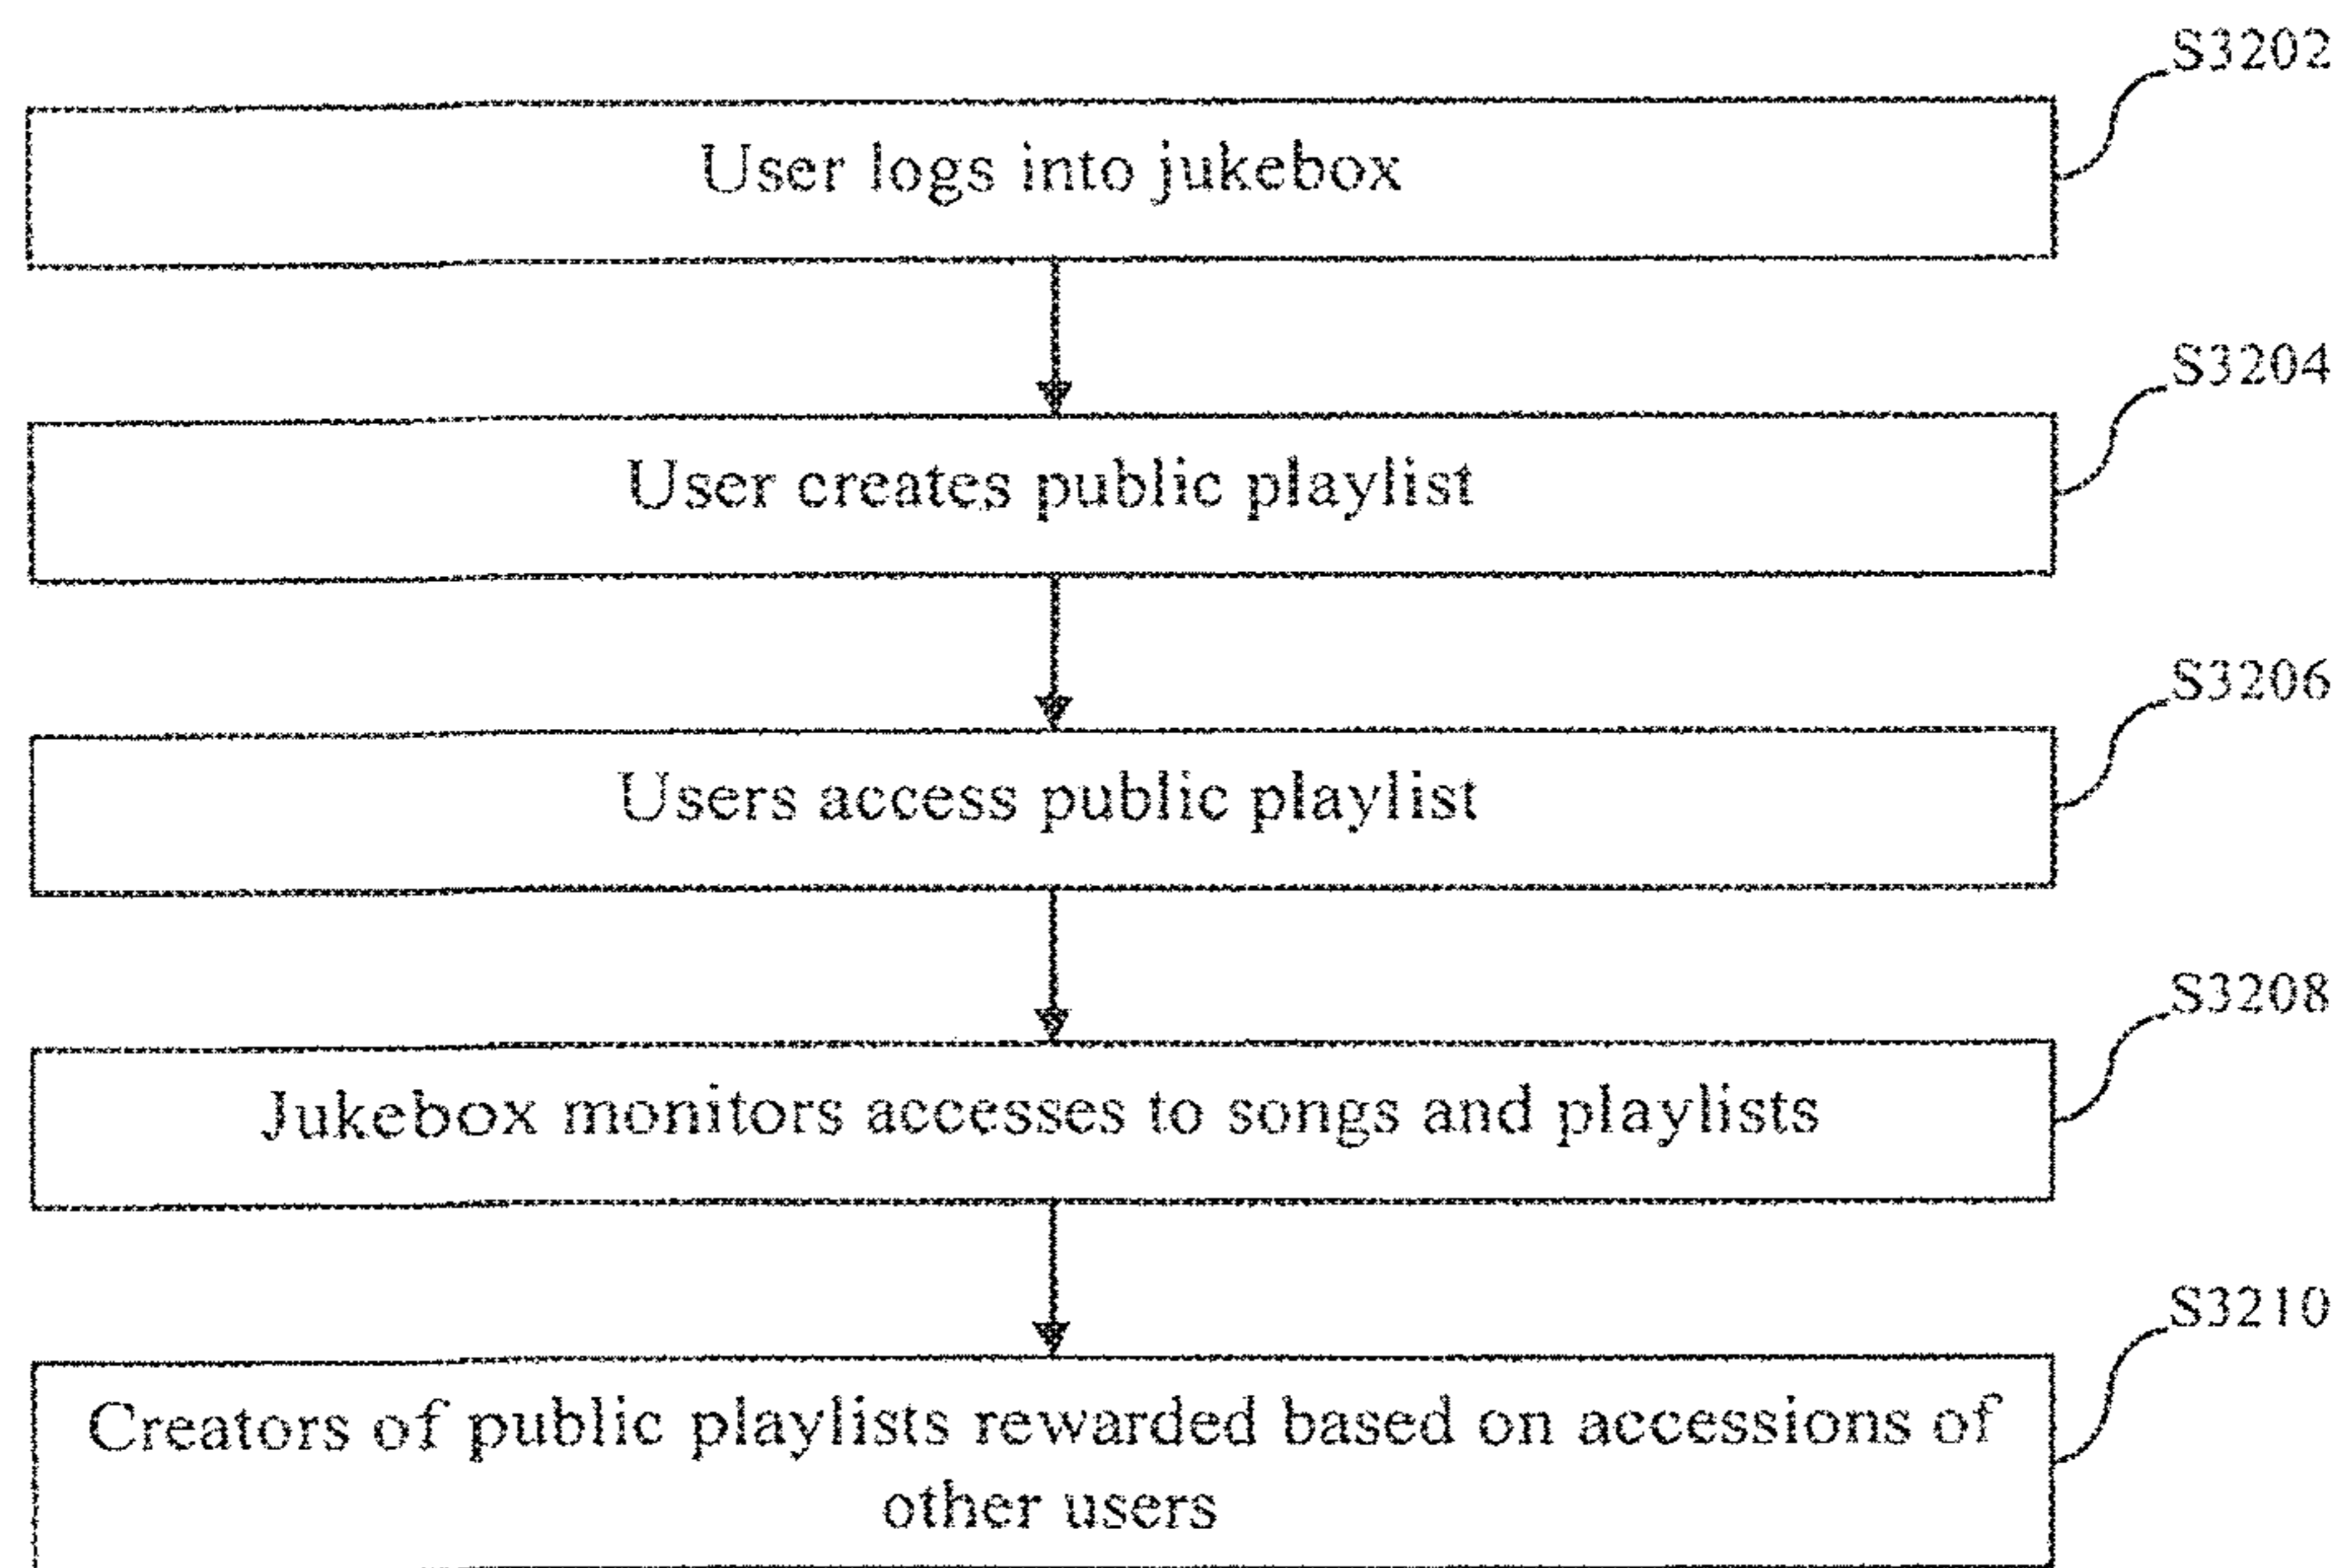 S3202
User logs into jukebox
S3204
User creates public playlist
S3206
Users access public playlist
S3208
Jukebox monitors accesses to songs and playlists
S3210
Creators of public playlists rewarded based on accessions of
other users